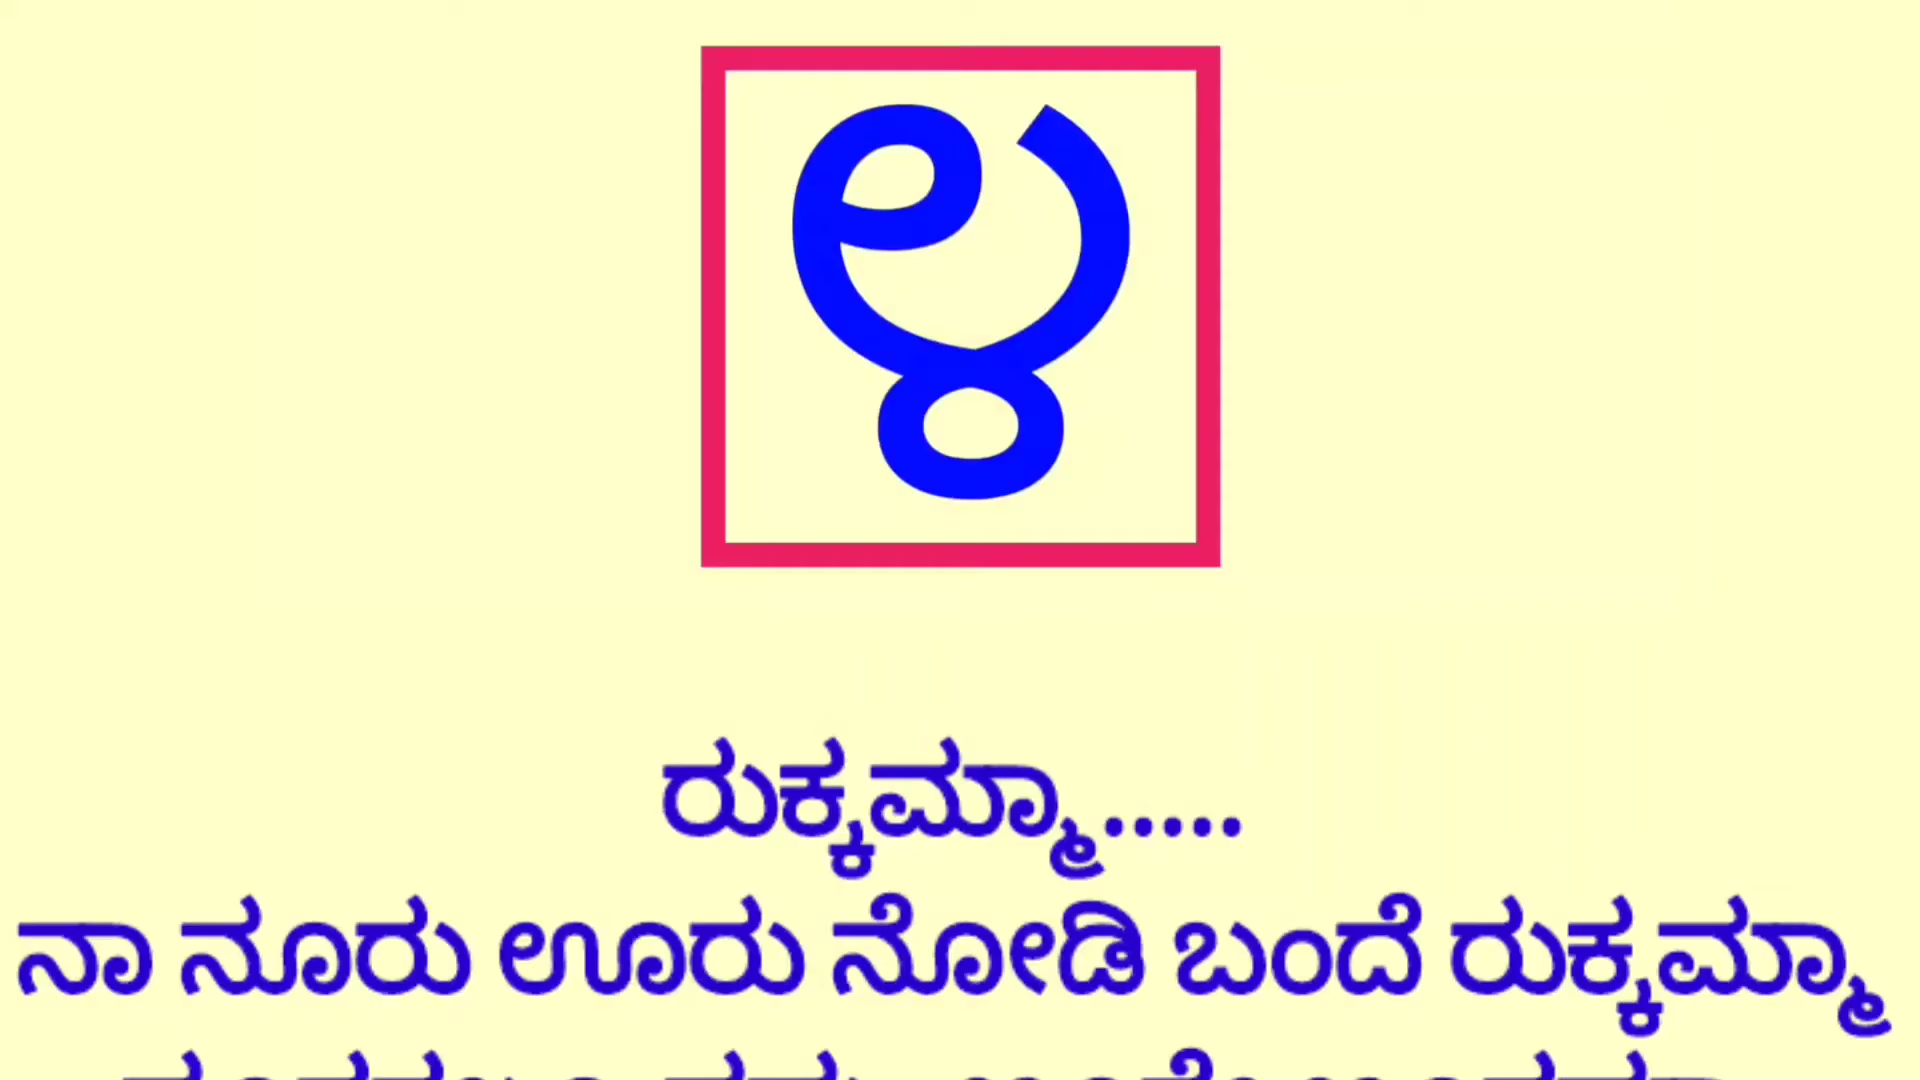 ಳ
ರುಕ್ಕಮ್ಮಾ.....
ನಾ ನೂರು ಊರು ನೋಡಿ ಬಂದೆ ರುಕ್ಕಮ್ಮಾ